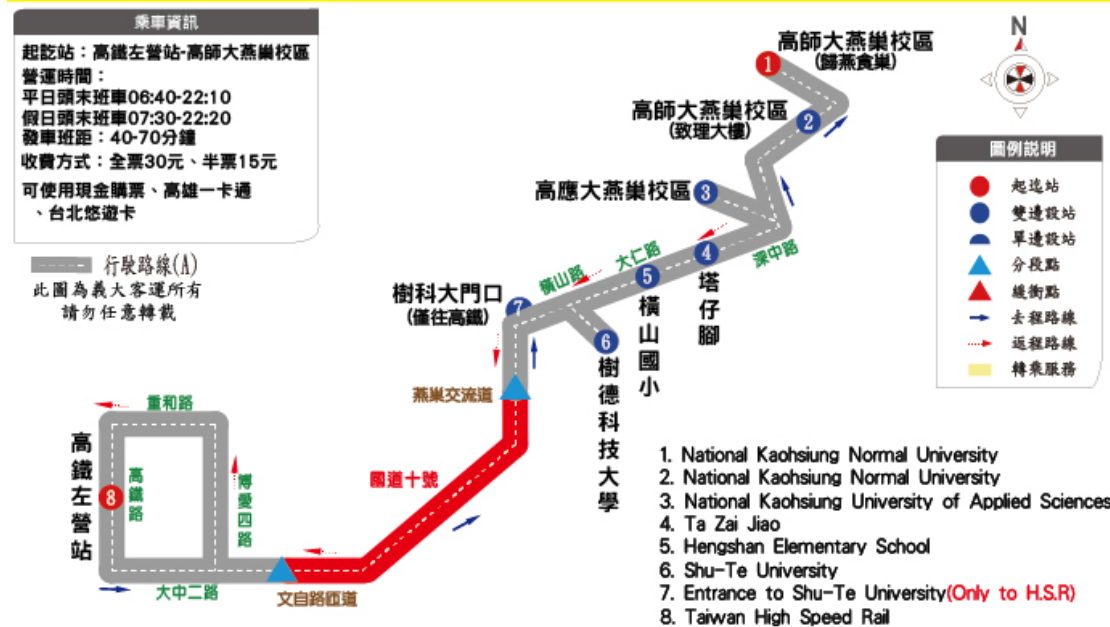 乘車資訊
起訖站：高鐵左營站-高師大燕巢校區
營運時間：
平日頭末班車06:40-22:10
假日頭末班車07:30-22:20
發車班距：40-70分鐘
收費方式：全票30元、半票15元
可使用現金購票、高雄一卡通
、台北悠遊卡
行駛路線(A)
此圖為義大客運所有
請勿任意轉載
N
高師大燕巢校區
(歸燕食巢)
1
高師大燕巢校區
(致理大樓)
2
高應大燕巢校區
3
圖例說明
起迄站
雙邊設站
單邊設站
分段點
緩衝點
去程路線
返程路線
轉乘服務
深中路
4
塔仔腳
大仁路
5
橫山國小
橫山路
6
樹德科技大學
樹科大門口
(僅往高鐵)
7
燕巢交流道
國道十號
重和路
高鐵左營站
8
高鐵路
博愛四路
大中二路
文自路匝道
1. National Kaohsiung Normal University
2. National Kaohsiung Normal University
3. National Kaohsiung University of Applied Sciences
4. Ta Zai Jiao
5. Hengshan Elementary School
6. Shu-Te University
7. Entrance to Shu-Te University(Only to H.S.R)
8. Taiwan High Speed Rail